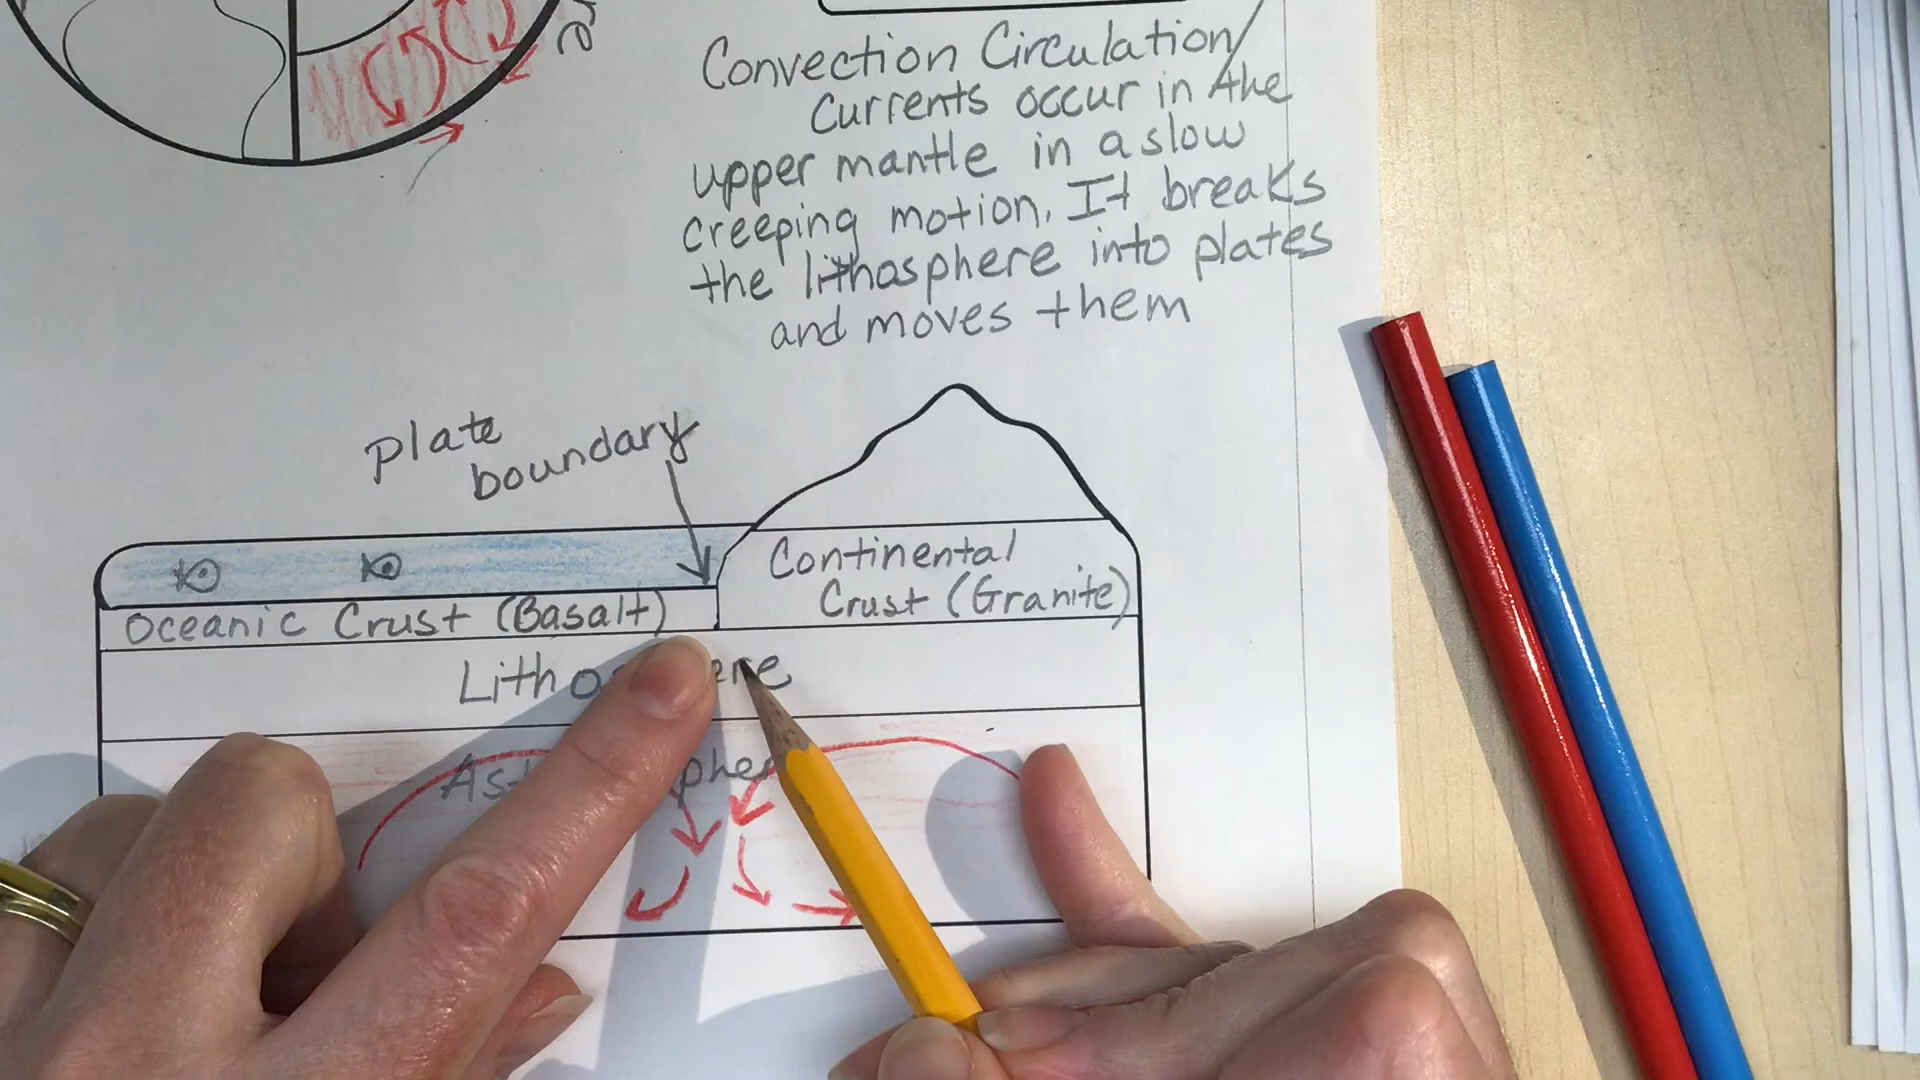 Convection Circulation/
Currents occur in the
upper mantle in a slow
creeping motion. It breaks
the lithosphere into plates
and moves them
plate
boundary
Continental
Crust (Granite)
Oceanic Crust (Basalt)